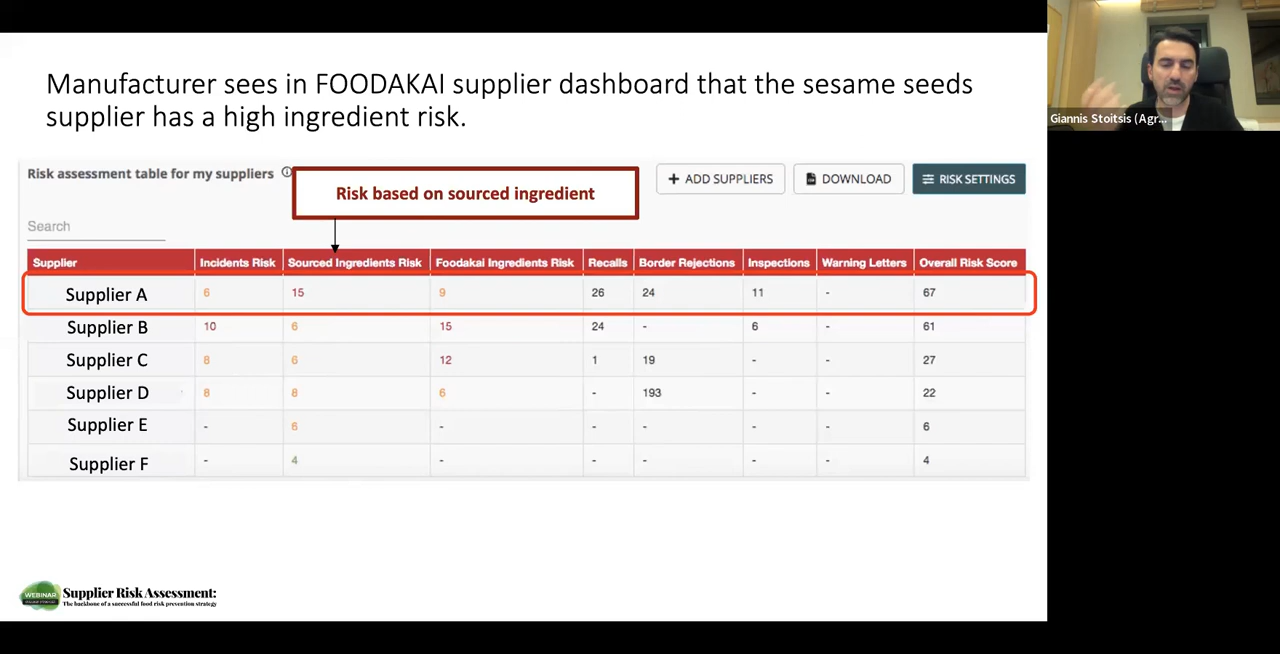 Manufacturer sees in FOODAKAI supplier dashboard that the sesame seeds
supplier has a high ingredient risk.
Giannis Stoitsis (Agr...
Risk assessment table for my suppliers
Risk based on sourced ingredient
+ ADD SUPPLIERS
DOWNLOAD
RISK SETTINGS
Search
Supplier Incidents Risk Sourced Ingredients Risk Foodakai Ingredients Risk Recalls Border Rejections Inspections Warning Letters Overall Risk Score
Supplier A 6 15 9 26 24 11 - 67
Supplier B 10 6 15 24 - 6 - 61
Supplier C 8 6 12 1 19 - - 27
Supplier D 8 8 6 - 193 - - 22
Supplier E - 6 - - - - - 6
Supplier F - 4 - - - - - 4
WEBINAR
Supplier Risk Assessment:
The backbone of a successful food risk prevention strategy